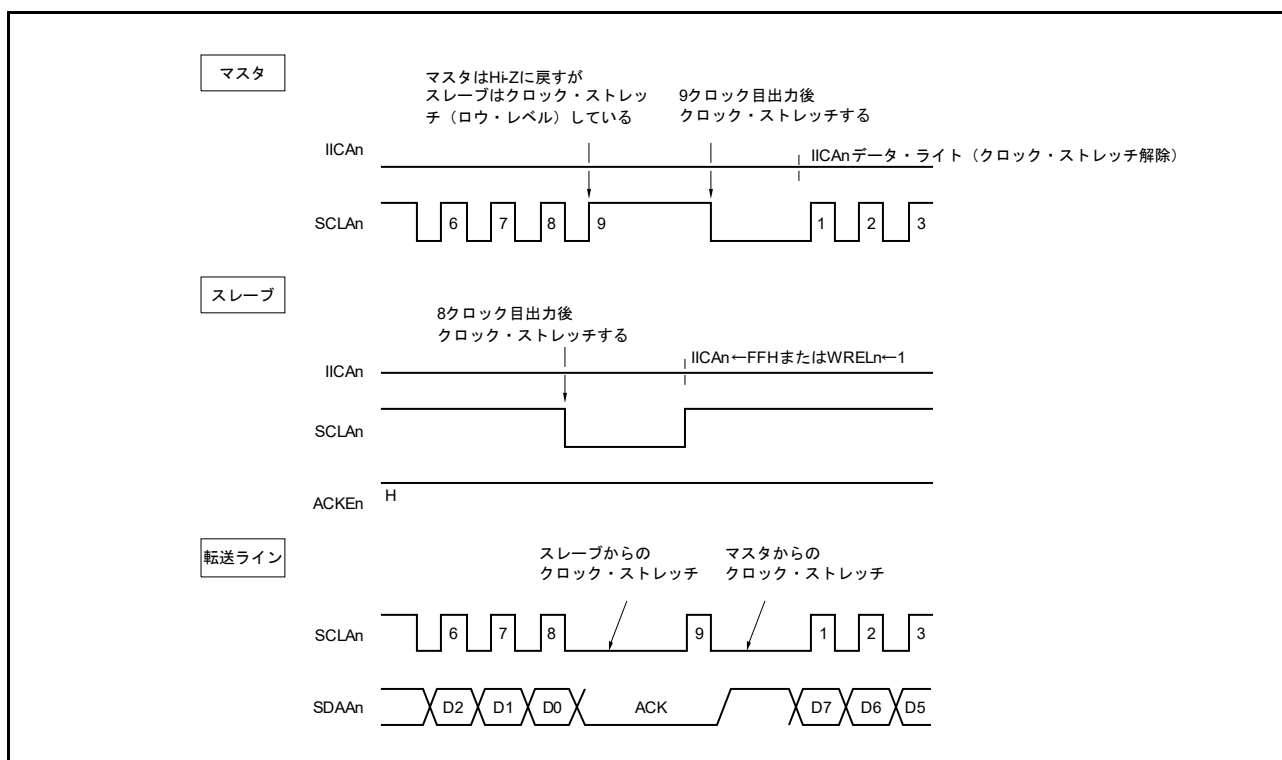 マスタ
マスタはHi-Zに戻すが
スレーブはクロック・ストレッ
チ（ロウ・レベル）している
9クロック目出力後
クロック・ストレッチする
IICAn
IICAnデータ・ライト（クロック・ストレッチ解除）
SCLAn
6 7 8 9 1 2 3
スレーブ
8クロック目出力後
クロック・ストレッチする
IICAn
IICAn←FFHまたはWRELn←1
SCLAn
ACKEn
H
転送ライン
スレーブからの
クロック・ストレッチ
マスタからの
クロック・ストレッチ
SCLAn
6 7 8 9 1 2 3
SDAAn
D2 D1 D0 ACK D7 D6 D5